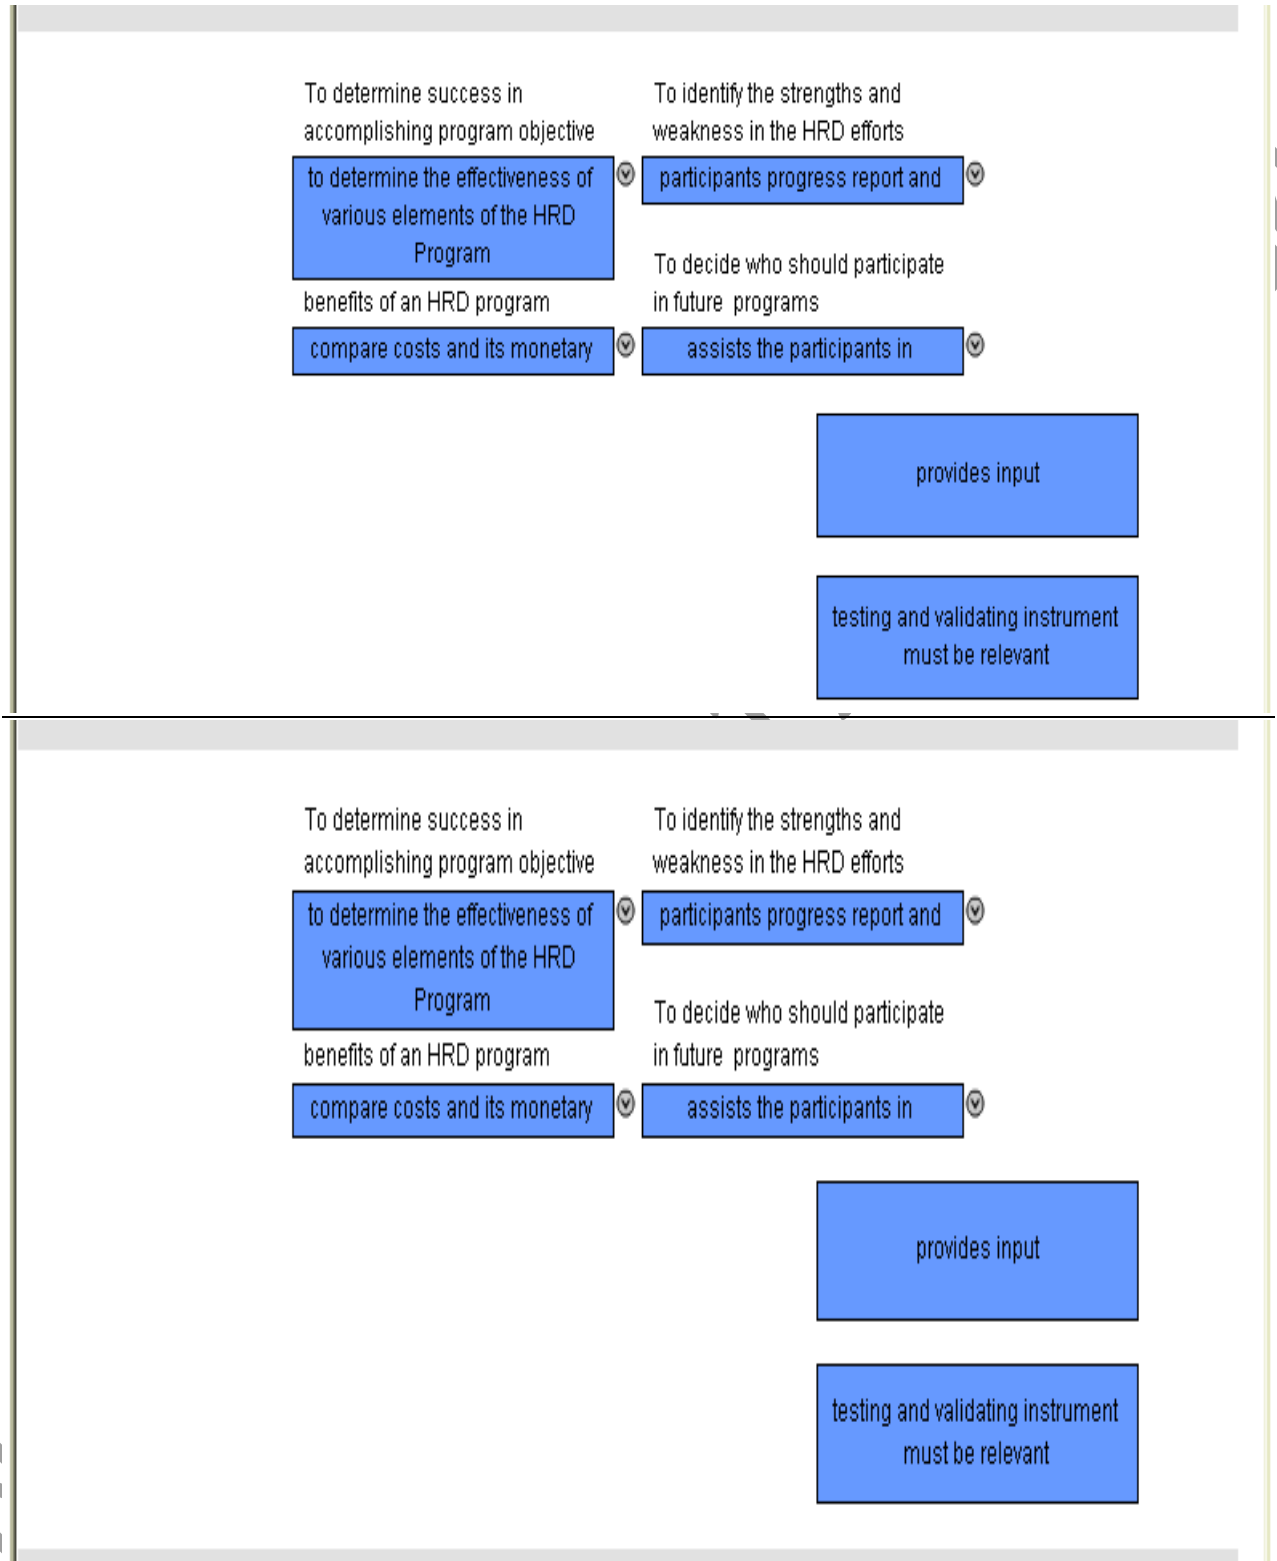 To determine success in
accomplishing program objective
to determine the effectiveness of
various elements of the HRD
Program
To identify the strengths and
weakness in the HRD efforts
participants progress report and
benefits of an HRD program
compare costs and its monetary
To decide who should participate
in future programs
assists the participants in
provides input
testing and validating instrument
must be relevant
To determine success in
accomplishing program objective
to determine the effectiveness of
various elements of the HRD
Program
To identify the strengths and
weakness in the HRD efforts
participants progress report and
benefits of an HRD program
compare costs and its monetary
To decide who should participate
in future programs
assists the participants in
provides input
testing and validating instrument
must be relevant